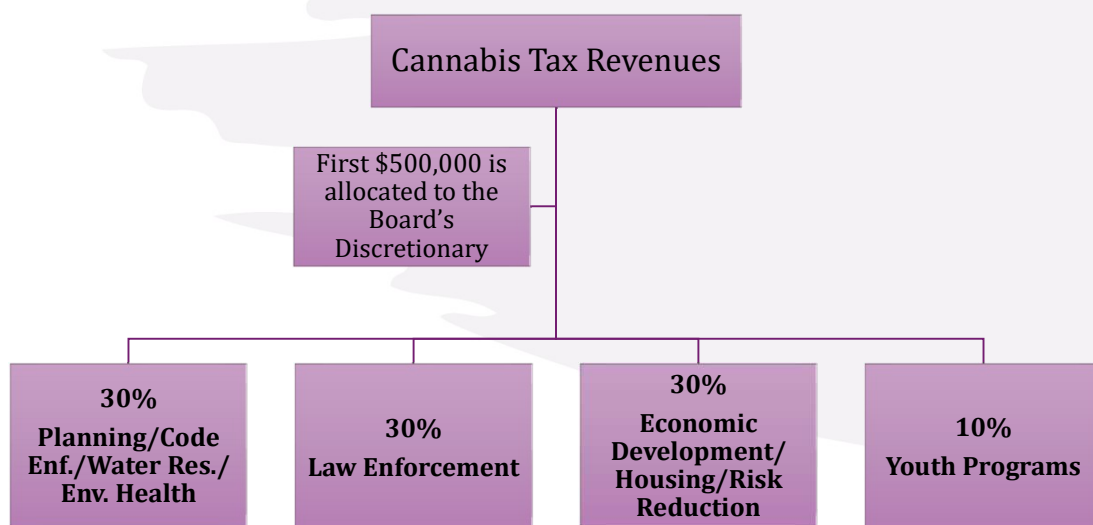 Cannabis Tax Revenues
First $500,000 is
allocated to the
Board’s
Discretionary
30%
Planning/Code
Enf./Water Res./
Env. Health
30%
Law Enforcement
30%
Economic
Development/
Housing/Risk
Reduction
10%
Youth Programs